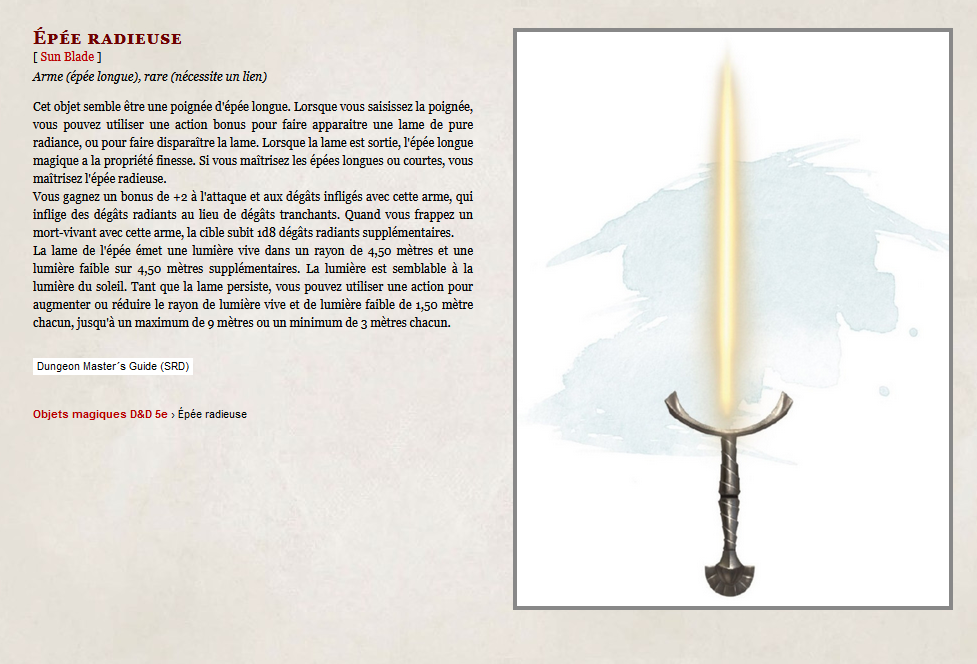 Épée radieuse
[ Sun Blade ]
Arme (épée longue), rare (nécessite un lien)
Cet objet semble être une poignée d'épée longue. Lorsque vous saisissez la poignée,
vous pouvez utiliser une action bonus pour faire apparaitre une lame de pure
radiance, ou pour faire disparaître la lame. Lorsque la lame est sortie, l'épée longue
magique a la propriété finesse. Si vous maîtrisez les épées longues ou courtes, vous
maîtrisez l'épée radieuse.
Vous gagnez un bonus de +2 à l'attaque et aux dégâts infligés avec cette arme, qui
inflige des dégâts radiants au lieu de dégâts tranchants. Quand vous frappez un
mort-vivant avec cette arme, la cible subit 1d8 dégâts radiants supplémentaires.
La lame de l'épée émet une lumière vive dans un rayon de 4,50 mètres et une
lumière faible sur 4,50 mètres supplémentaires. La lumière est semblable à la
lumière du soleil. Tant que la lame persiste, vous pouvez utiliser une action pour
augmenter ou réduire le rayon de lumière vive et de lumière faible de 1,50 mètre
chacun, jusqu'à un maximum de 9 mètres ou un minimum de 3 mètres chacun.
Dungeon Master´s Guide (SRD)
Objets magiques D&D 5e › Épée radieuse